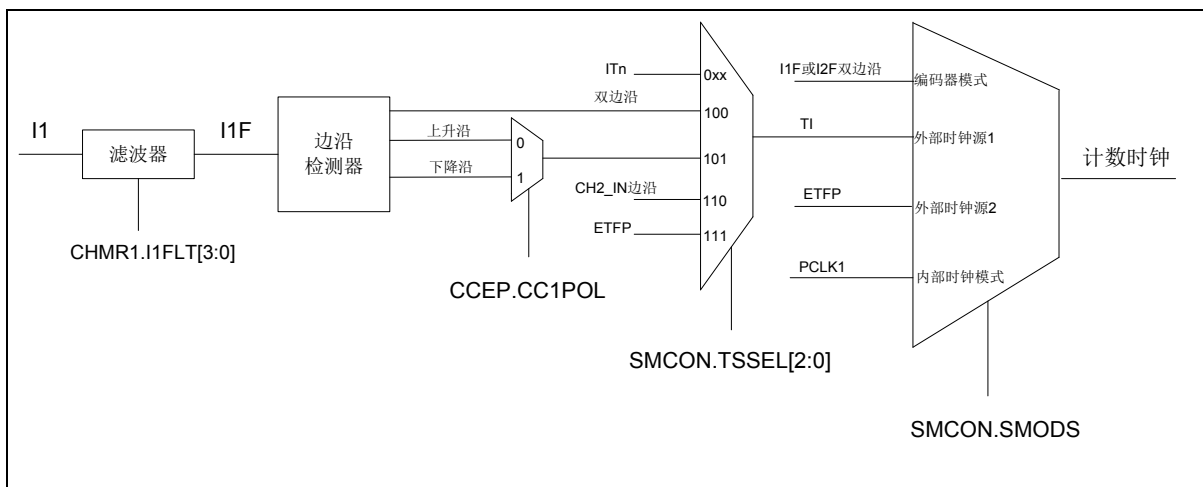 I1
滤波器
CHMR1.I1FLT[3:0]
I1F
边沿
检测器
双边沿
上升沿
下降沿
0
1
CCEP.CC1POL
ITn
CH2_IN边沿
ETFP
0xx
100
101
110
111
SMCON.TSSEL[2:0]
I1F或I2F双边沿
TI
ETFP
PCLK1
编码器模式
外部时钟源1
外部时钟源2
内部时钟模式
SMCON.SMODS
计数时钟